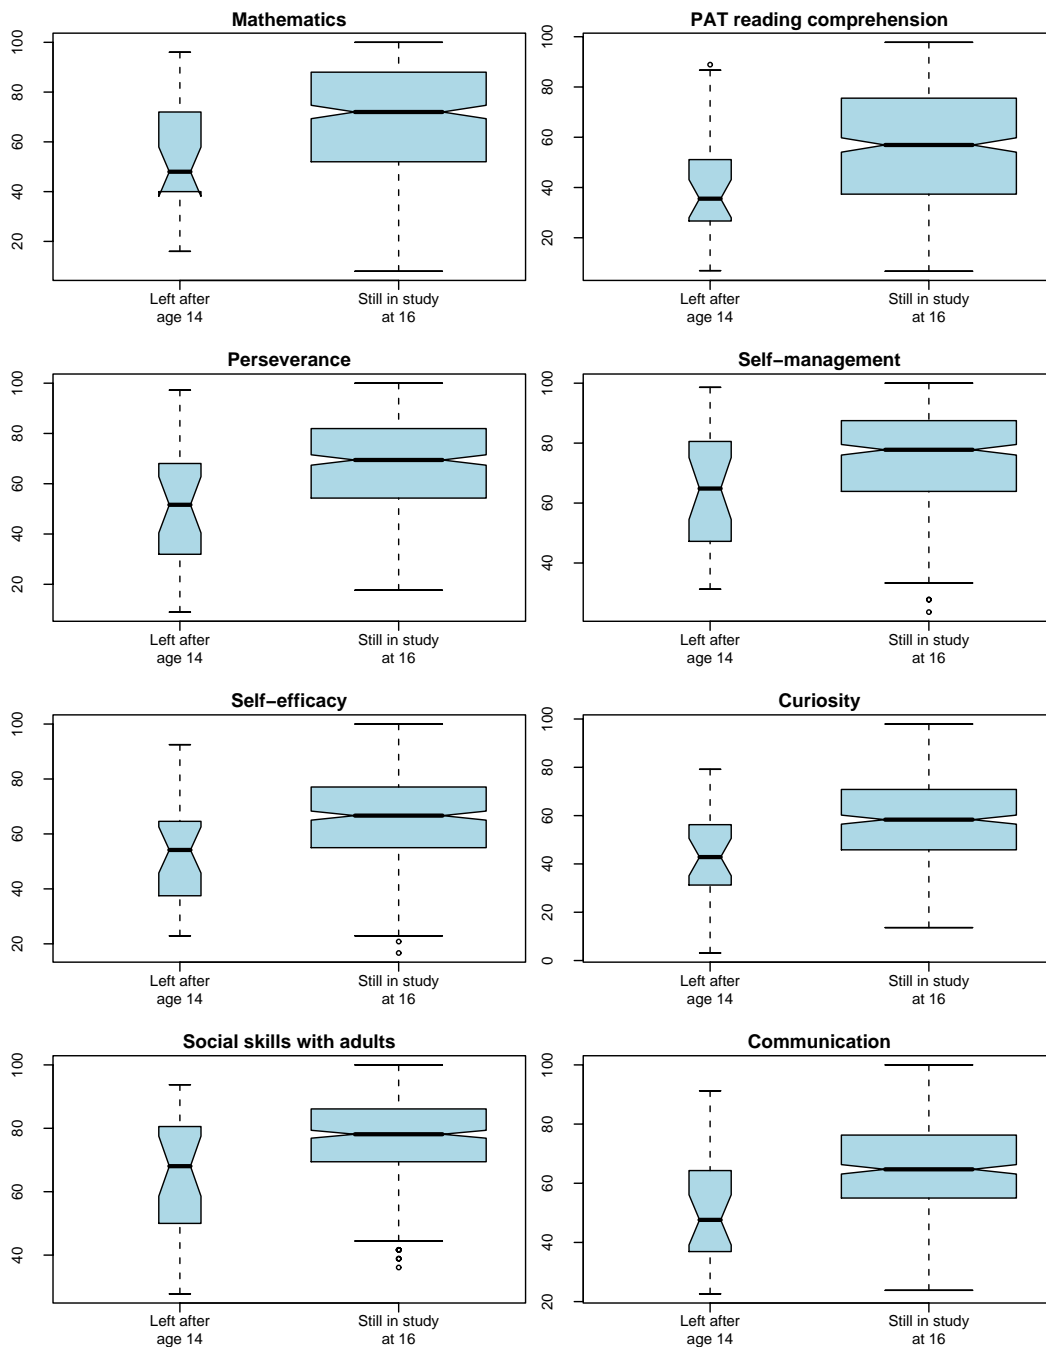 Mathematics
100
80
60
40
20
Left after
age 14
Still in study
at 16
PAT reading comprehension
100
80
60
40
20
Left after
age 14
Still in study
at 16
Perseverance
100
80
60
40
20
Left after
age 14
Still in study
at 16
Self−management
100
80
60
40
Left after
age 14
Still in study
at 16
Self−efficacy
100
80
60
40
20
Left after
age 14
Still in study
at 16
Curiosity
100
80
60
40
20
0
Left after
age 14
Still in study
at 16
Social skills with adults
100
80
60
40
Left after
age 14
Still in study
at 16
Communication
100
80
60
40
20
Left after
age 14
Still in study
at 16